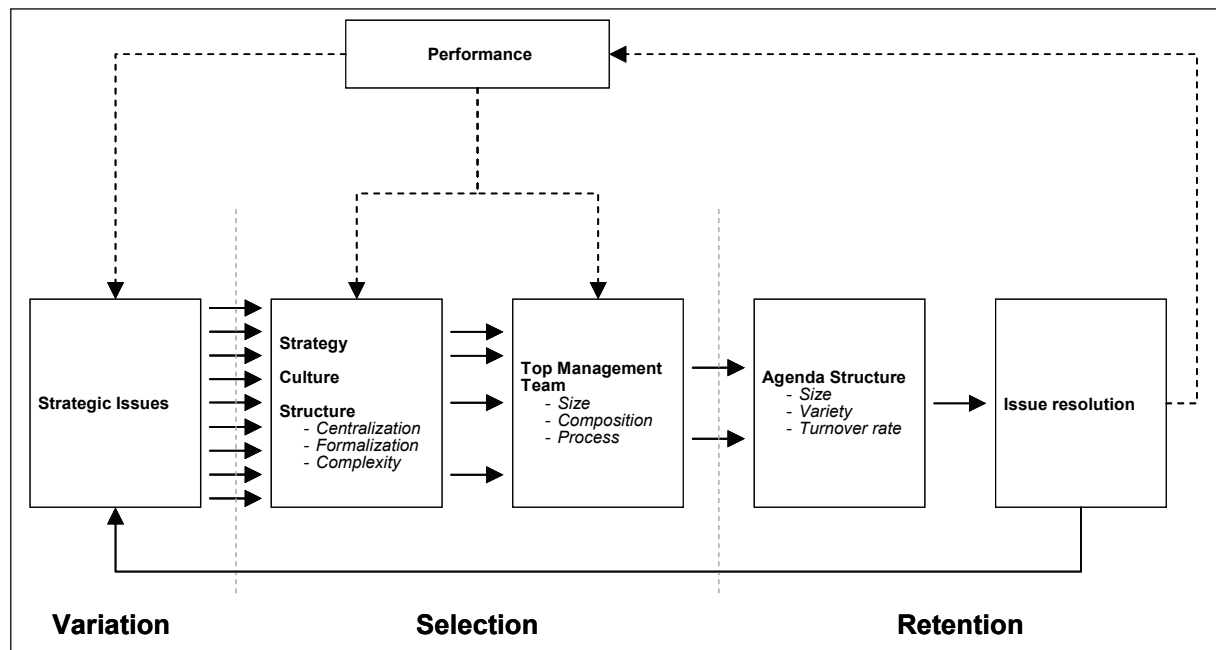 Performance
Strategic Issues
Strategy
Culture
Structure
- Centralization
- Formalization
- Complexity
Top Management
Team
- Size
- Composition
- Process
Agenda Structure
- Size
- Variety
- Turnover rate
Issue resolution
Variation
Selection
Retention